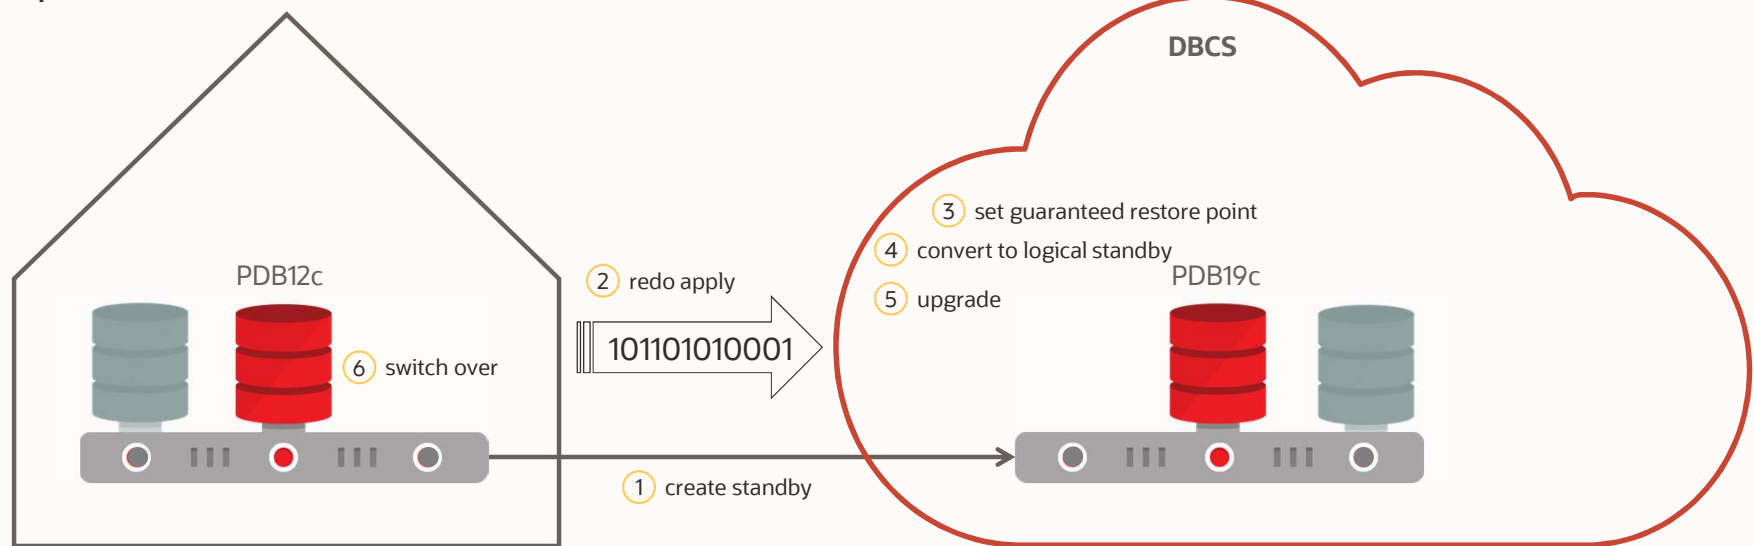 DBCS
3 set guaranteed restore point
4 convert to logical standby
PDB12c
2 redo apply
5 upgrade
PDB19c
101101010001
6 switch over
1 create standby